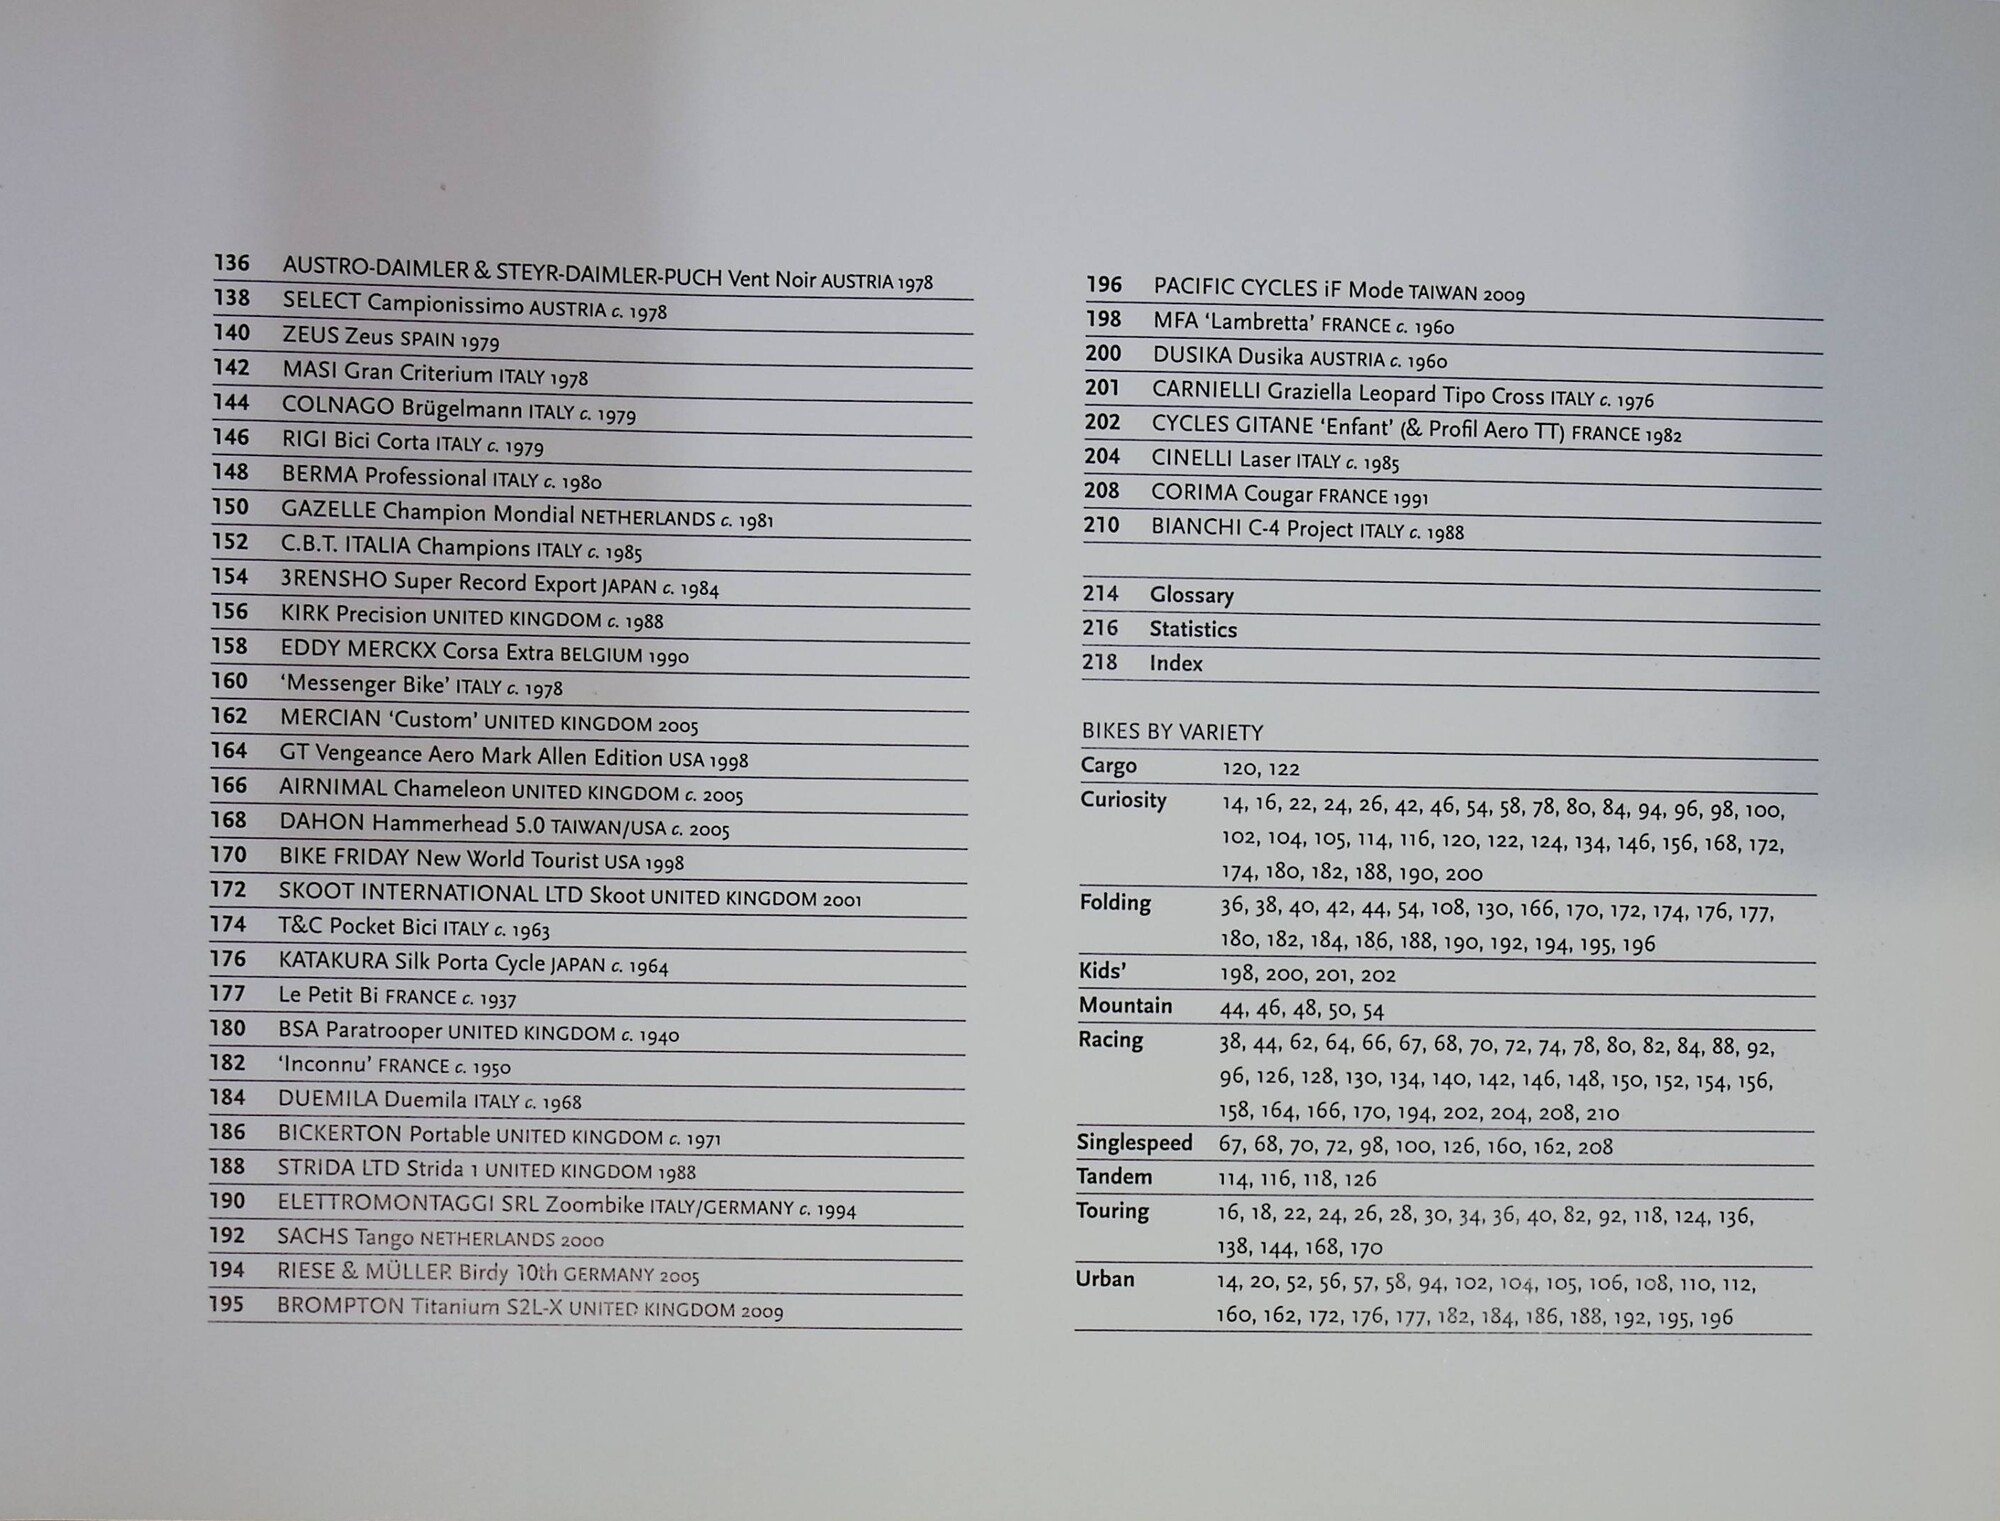 136 AUSTRO-DAIMLER & STEYR-DAIMLER-PUCH Vent Noir AUSTRIA 1978
138 SELECT Campionissimo AUSTRIA c. 1978
140 ZEUS Zeus SPAIN 1979
142 MASI Gran Criterium ITALY 1978
144 COLNAGO Brügelmann ITALY c. 1979
146 RIGI Bici Corta ITALY c. 1979
148 BERMA Professional ITALY c. 1980
150 GAZELLE Champion Mondial NETHERLANDS c. 1981
152 C.B.T. ITALIA Champions ITALY c. 1985
154 3RENSHO Super Record Export JAPAN c. 1984
156 KIRK Precision UNITED KINGDOM c. 1988
158 EDDY MERCKX Corsa Extra BELGIUM 1990
160 ‘Messenger Bike’ ITALY c. 1978
162 MERCIAN ‘Custom’ UNITED KINGDOM 2005
164 GT Vengeance Aero Mark Allen Edition USA 1998
166 AIRNIMAL Chameleon UNITED KINGDOM c. 2005
168 DAHON Hammerhead 5.0 TAIWAN/USA c. 2005
170 BIKE FRIDAY New World Tourist USA 1998
172 SKOOT INTERNATIONAL LTD Skoot UNITED KINGDOM 2001
174 T&C Pocket Bici ITALY c. 1963
176 KATAKURA Silk Porta Cycle JAPAN c. 1964
177 Le Petit Bi FRANCE c. 1937
180 BSA Paratrooper UNITED KINGDOM c. 1940
182 ‘Inconnu’ FRANCE c. 1950
184 DUEMILA Duemila ITALY c. 1968
186 BICKERTON Portable UNITED KINGDOM c. 1971
188 STRIDA LTD Strida 1 UNITED KINGDOM 1988
190 ELETTROMONTAGGI SRL Zoombike ITALY/GERMANY c. 1994
192 SACHS Tango NETHERLANDS 2000
194 RIESE & MÜLLER Birdy 10th GERMANY 2005
195 BROMPTON Titanium S2L-X UNITED KINGDOM 2009
196 PACIFIC CYCLES iF Mode TAIWAN 2009
198 MFA ‘Lambretta’ FRANCE c. 1960
200 DUSIKA Dusika AUSTRIA c. 1960
201 CARNIELLI Graziella Leopard Tipo Cross ITALY c. 1976
202 CYCLES GITANE ‘Enfant’ (& Profil Aero TT) FRANCE 1982
204 CINELLI Laser ITALY c. 1985
208 CORIMA Cougar FRANCE 1991
210 BIANCHI C-4 Project ITALY c. 1988
214 Glossary
216 Statistics
218 Index
BIKES BY VARIETY
Cargo 120, 122
Curiosity 14, 16, 22, 24, 26, 42, 46, 54, 58, 78, 80, 84, 94, 96, 98, 100,
102, 104, 105, 114, 116, 120, 122, 124, 134, 146, 156, 168, 172,
174, 180, 182, 188, 190, 200
Folding 36, 38, 40, 42, 44, 54, 108, 130, 166, 170, 172, 174, 176, 177,
180, 182, 184, 186, 188, 190, 192, 194, 195, 196
Kids’ 198, 200, 201, 202
Mountain 44, 46, 48, 50, 54
Racing 38, 44, 62, 64, 66, 67, 68, 70, 72, 74, 78, 80, 82, 84, 88, 92,
96, 126, 128, 130, 134, 140, 142, 146, 148, 150, 152, 154, 156,
158, 164, 166, 170, 194, 202, 204, 208, 210
Singlespeed 67, 68, 70, 72, 98, 100, 126, 160, 162, 208
Tandem 114, 116, 118, 126
Touring 16, 18, 22, 24, 26, 28, 30, 34, 36, 40, 82, 92, 118, 124, 136,
138, 144, 168, 170
Urban 14, 20, 52, 56, 57, 58, 94, 102, 104, 105, 106, 108, 110, 112,
160, 162, 172, 176, 177, 182, 184, 186, 188, 192, 195, 196